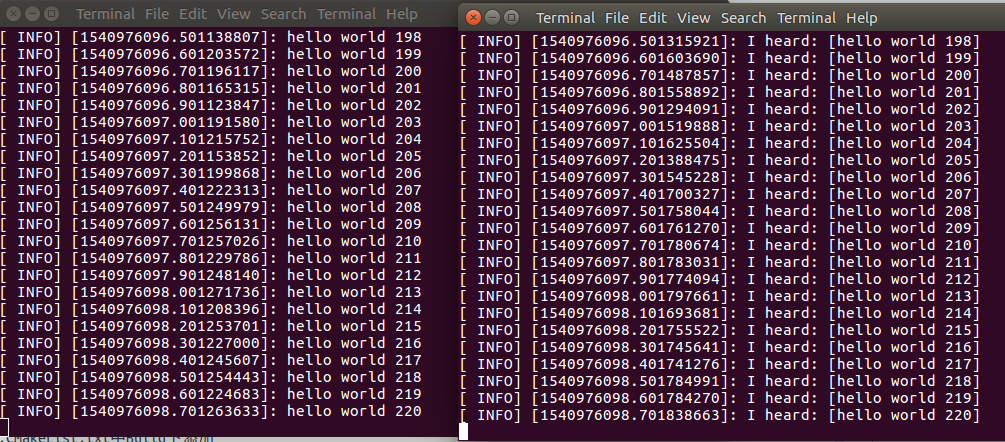 Terminal File Edit View Search Terminal Help
[ INFO] [1540976096.501138807]: hello world 198
[ INFO] [1540976096.601203572]: hello world 199
[ INFO] [1540976096.701196117]: hello world 200
[ INFO] [1540976096.801165315]: hello world 201
[ INFO] [1540976096.901123847]: hello world 202
[ INFO] [1540976097.001191580]: hello world 203
[ INFO] [1540976097.101215752]: hello world 204
[ INFO] [1540976097.201153852]: hello world 205
[ INFO] [1540976097.301199868]: hello world 206
[ INFO] [1540976097.401222313]: hello world 207
[ INFO] [1540976097.501249979]: hello world 208
[ INFO] [1540976097.601256131]: hello world 209
[ INFO] [1540976097.701257026]: hello world 210
[ INFO] [1540976097.801229786]: hello world 211
[ INFO] [1540976097.901248140]: hello world 212
[ INFO] [1540976098.001271736]: hello world 213
[ INFO] [1540976098.101208396]: hello world 214
[ INFO] [1540976098.201253701]: hello world 215
[ INFO] [1540976098.301227000]: hello world 216
[ INFO] [1540976098.401245607]: hello world 217
[ INFO] [1540976098.501254443]: hello world 218
[ INFO] [1540976098.601224683]: hello world 219
[ INFO] [1540976098.701263633]: hello world 220
Terminal File Edit View Search Terminal Help
[ INFO] [1540976096.501315921]: I heard: [hello world 198]
[ INFO] [1540976096.601603690]: I heard: [hello world 199]
[ INFO] [1540976096.701487857]: I heard: [hello world 200]
[ INFO] [1540976096.801558892]: I heard: [hello world 201]
[ INFO] [1540976096.901294091]: I heard: [hello world 202]
[ INFO] [1540976097.001519888]: I heard: [hello world 203]
[ INFO] [1540976097.101625504]: I heard: [hello world 204]
[ INFO] [1540976097.201388475]: I heard: [hello world 205]
[ INFO] [1540976097.301545228]: I heard: [hello world 206]
[ INFO] [1540976097.401700327]: I heard: [hello world 207]
[ INFO] [1540976097.501758044]: I heard: [hello world 208]
[ INFO] [1540976097.601761270]: I heard: [hello world 209]
[ INFO] [1540976097.701780674]: I heard: [hello world 210]
[ INFO] [1540976097.801783031]: I heard: [hello world 211]
[ INFO] [1540976097.901774094]: I heard: [hello world 212]
[ INFO] [1540976098.001797661]: I heard: [hello world 213]
[ INFO] [1540976098.101693681]: I heard: [hello world 214]
[ INFO] [1540976098.201755522]: I heard: [hello world 215]
[ INFO] [1540976098.301745641]: I heard: [hello world 216]
[ INFO] [1540976098.401741276]: I heard: [hello world 217]
[ INFO] [1540976098.501784991]: I heard: [hello world 218]
[ INFO] [1540976098.601784270]: I heard: [hello world 219]
[ INFO] [1540976098.701838663]: I heard: [hello world 220]